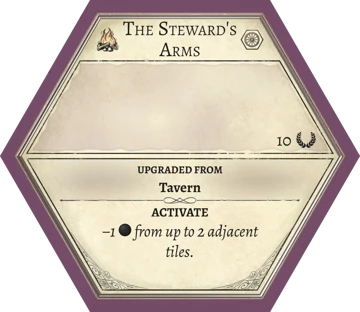 The Steward's
Arms
10
UPGRADED FROM
Tavern
ACTIVATE
–1 from up to 2 adjacent
tiles.